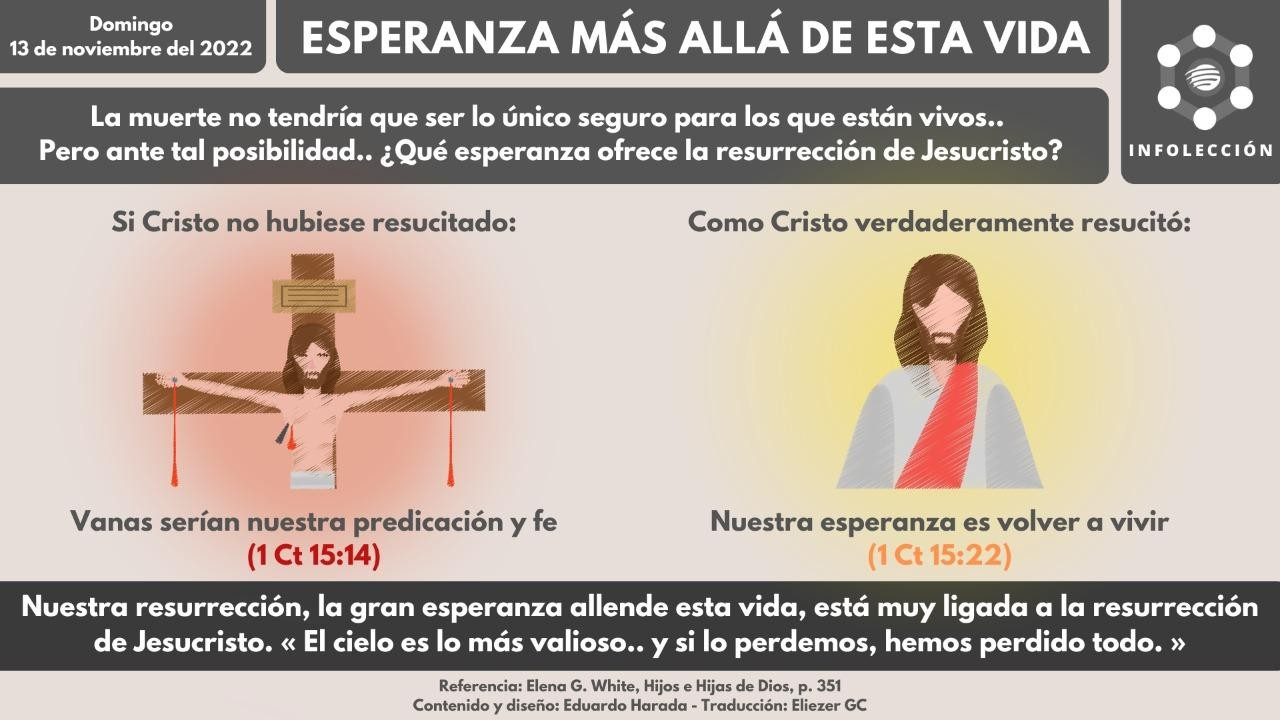 Domingo
13 de noviembre del 2022
ESPERANZA MÁS ALLÁ DE ESTA VIDA
INFOLECCIÓN
La muerte no tendría que ser lo único seguro para los que están vivos..
Pero ante tal posibilidad.. ¿Qué esperanza ofrece la resurrección de Jesucristo?
Si Cristo no hubiese resucitado:
Vanas serían nuestra predicación y fe
(1 Ct 15:14)
Como Cristo verdaderamente resucitó:
Nuestra esperanza es volver a vivir
(1 Ct 15:22)
Nuestra resurrección, la gran esperanza allende esta vida, está muy ligada a la resurrección
de Jesucristo. « El cielo es lo más valioso.. y si lo perdemos, hemos perdido todo. »
Referencia: Elena G. White, Hijos e Hijas de Dios, p. 351
Contenido y diseño: Eduardo Harada - Traducción: Eliezer GC